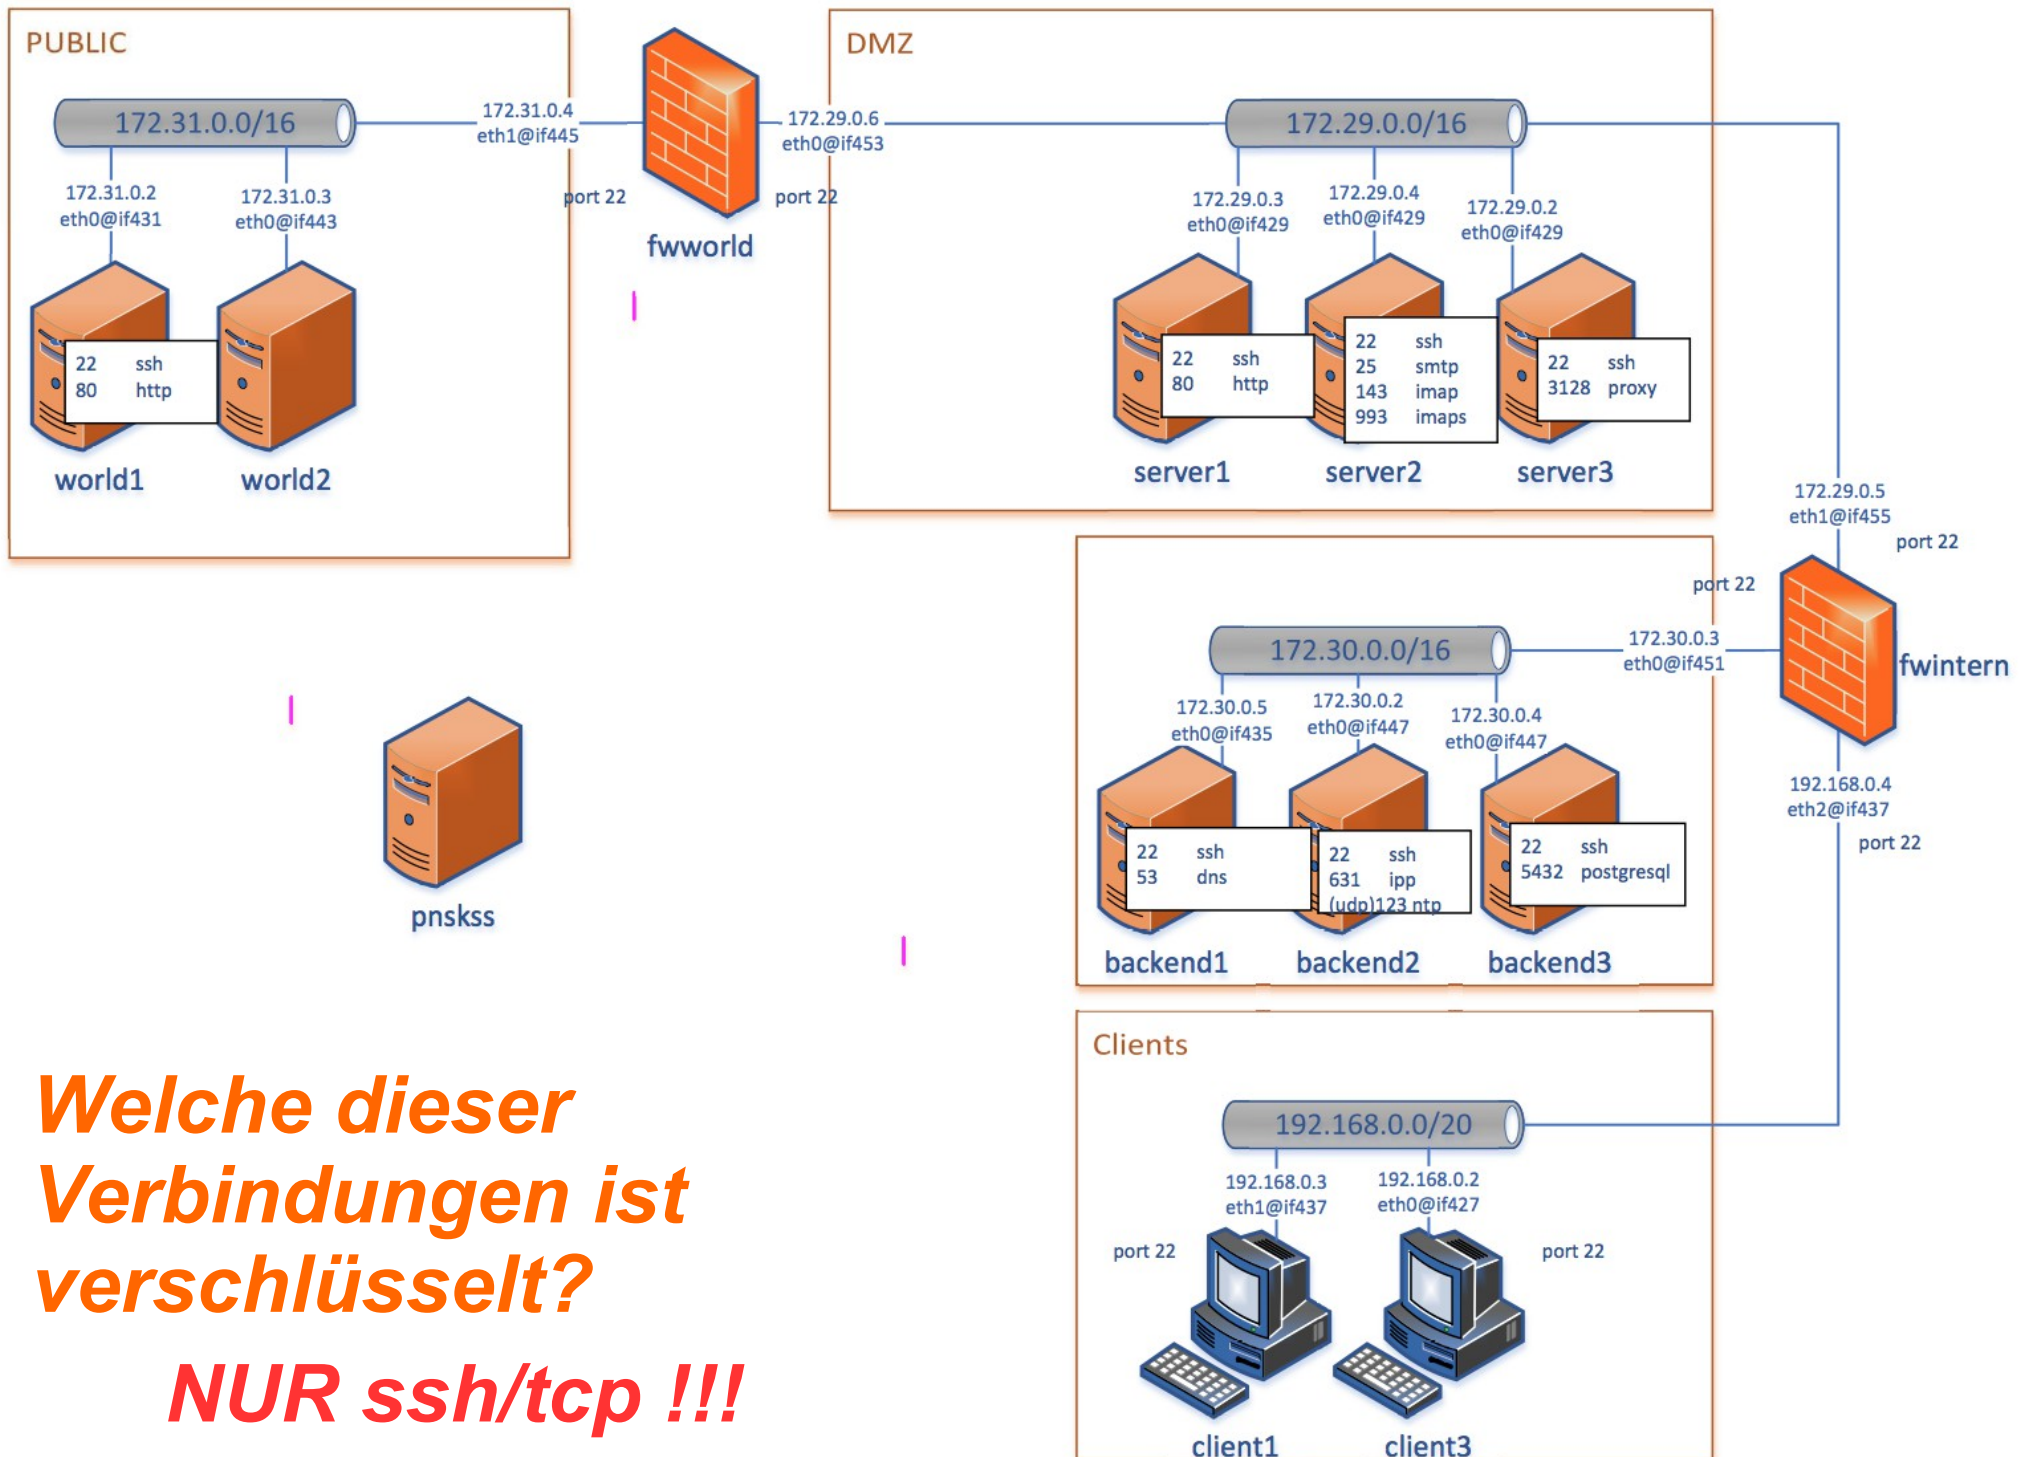 PUBLIC
172.31.0.0/16
172.31.0.2
eth0@if431
172.31.0.3
eth0@if443
22 ssh
80 http
world1
world2
172.31.0.4
eth1@if445
port 22
fwworld
172.29.0.6
eth0@if453
port 22
DMZ
172.29.0.0/16
172.29.0.3
eth0@if429
172.29.0.4
eth0@if429
172.29.0.2
eth0@if429
22 ssh
80 http
22 ssh
25 smtp
143 imap
993 imaps
22 ssh
3128 proxy
server1
server2
server3
172.29.0.5
eth1@if455
port 22
port 22
172.30.0.3
eth0@if451
fwintern
192.168.0.4
eth2@if437
port 22
172.30.0.0/16
172.30.0.5
eth0@if435
172.30.0.2
eth0@if447
172.30.0.4
eth0@if447
22 ssh
53 dns
22 ssh
631 ipp
(udp)123 ntp
22 ssh
5432 postgresql
backend1
backend2
backend3
pnskss
Clients
192.168.0.0/20
192.168.0.3
eth1@if437
192.168.0.2
eth0@if427
port 22
port 22
client1
client3
Welche dieser
Verbindungen ist
verschlüsselt?
NUR ssh/tcp !!!